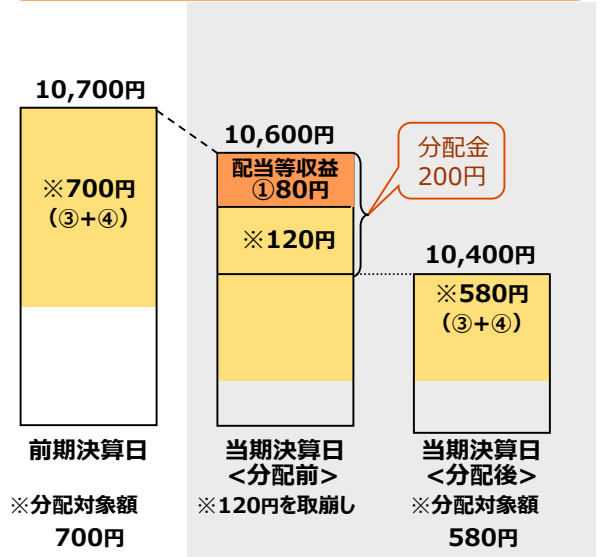 10,700円
※700円
(③+④)
前期決算日
※分配対象額
700円
10,600円
配当等収益
①80円
※120円
当期決算日
<分配前>
※120円を取崩し
分配金
200円
10,400円
※580円
(③+④)
当期決算日
<分配後>
※分配対象額
580円